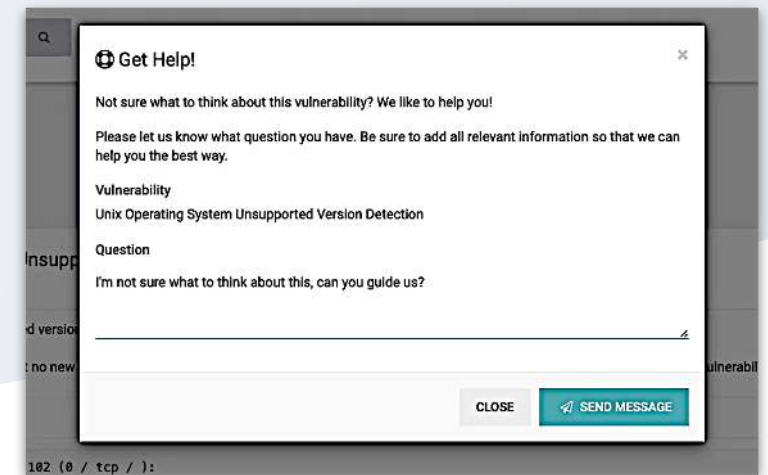 Get Help!
×
Not sure what to think about this vulnerability? We like to help you!
Please let us know what question you have. Be sure to add all relevant information so that we can
help you the best way.
Vulnerability
Unix Operating System Unsupported Version Detection
Question
Insupp
I'm not sure what to think about this, can you guide us?
d version
no new
ulnerabil
CLOSE
SEND MESSAGE
102 (0 / tcp / ):